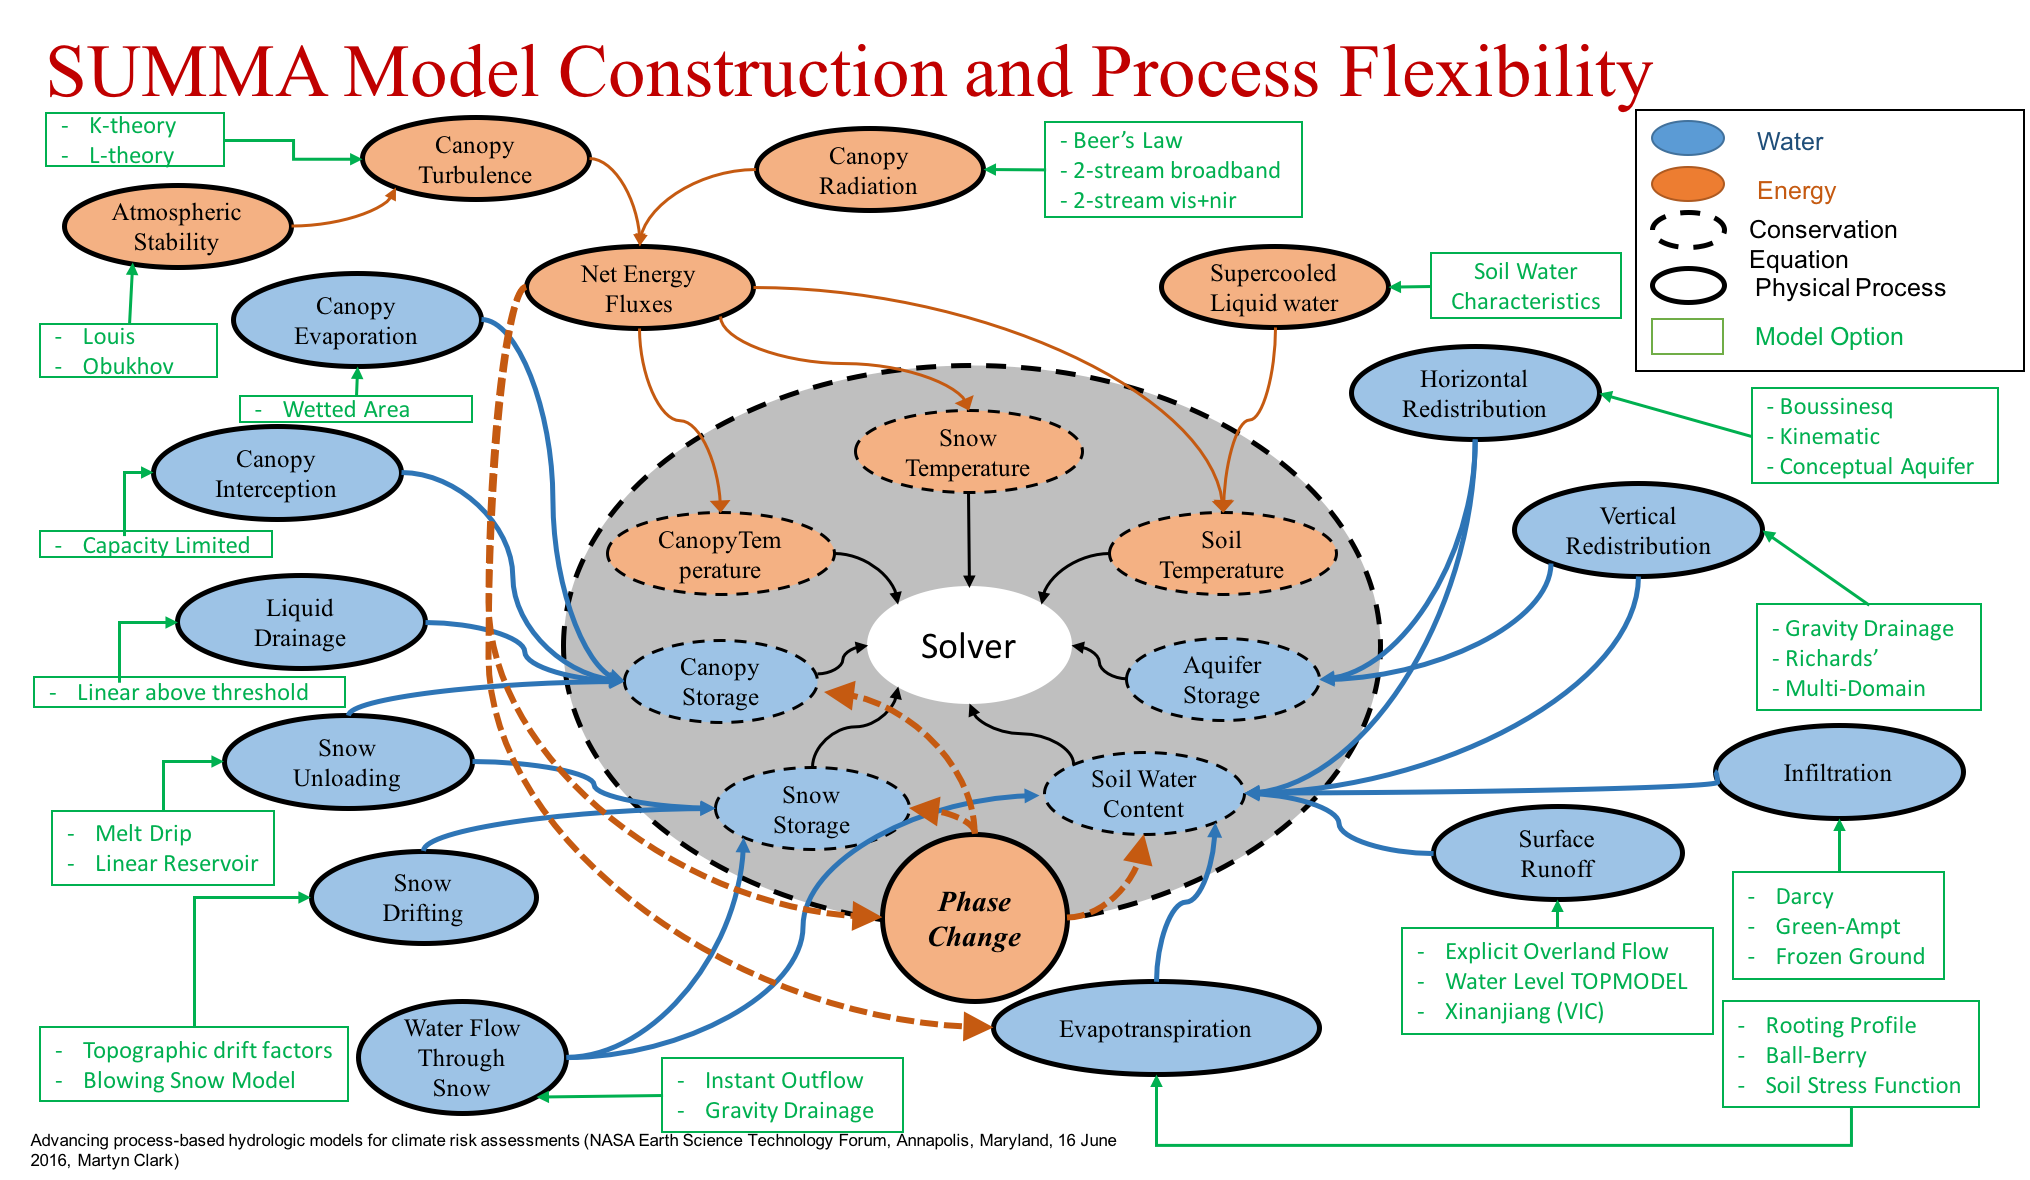 SUMMA Model Construction and Process Flexibility
- K-theory
- L-theory
Canopy
Turbulence
Canopy
Radiation
- Beer’s Law
- 2-stream broadband
- 2-stream vis+nir
Water
Energy
Conservation
Equation
Physical Process
Model Option
Atmospheric
Stability
- Louis
- Obukhov
Canopy
Evaporation
- Wetted Area
Net Energy
Fluxes
Supercooled
Liquid water
Soil Water
Characteristics
Horizontal
Redistribution
- Boussinesq
- Kinematic
- Conceptual Aquifer
Canopy
Interception
- Capacity Limited
Snow
Temperature
CanopyTem
perature
Soil
Temperature
Vertical
Redistribution
- Gravity Drainage
- Richards’
- Multi-Domain
Liquid
Drainage
- Linear above threshold
Solver
Canopy
Storage
Aquifer
Storage
Snow
Unloading
- Melt Drip
- Linear Reservoir
Snow
Storage
Soil Water
Content
Infiltration
- Darcy
- Green-Ampt
- Frozen Ground
Surface
Runoff
- Explicit Overland Flow
- Water Level TOPMODEL
- Xinanjiang (VIC)
Snow
Drifting
- Topographic drift factors
- Blowing Snow Model
Phase
Change
Water Flow
Through
Snow
- Instant Outflow
- Gravity Drainage
Evapotranspiration
- Rooting Profile
- Ball-Berry
- Soil Stress Function
Advancing process-based hydrologic models for climate risk assessments (NASA Earth Science Technology Forum, Annapolis, Maryland, 16 June
2016, Martyn Clark)